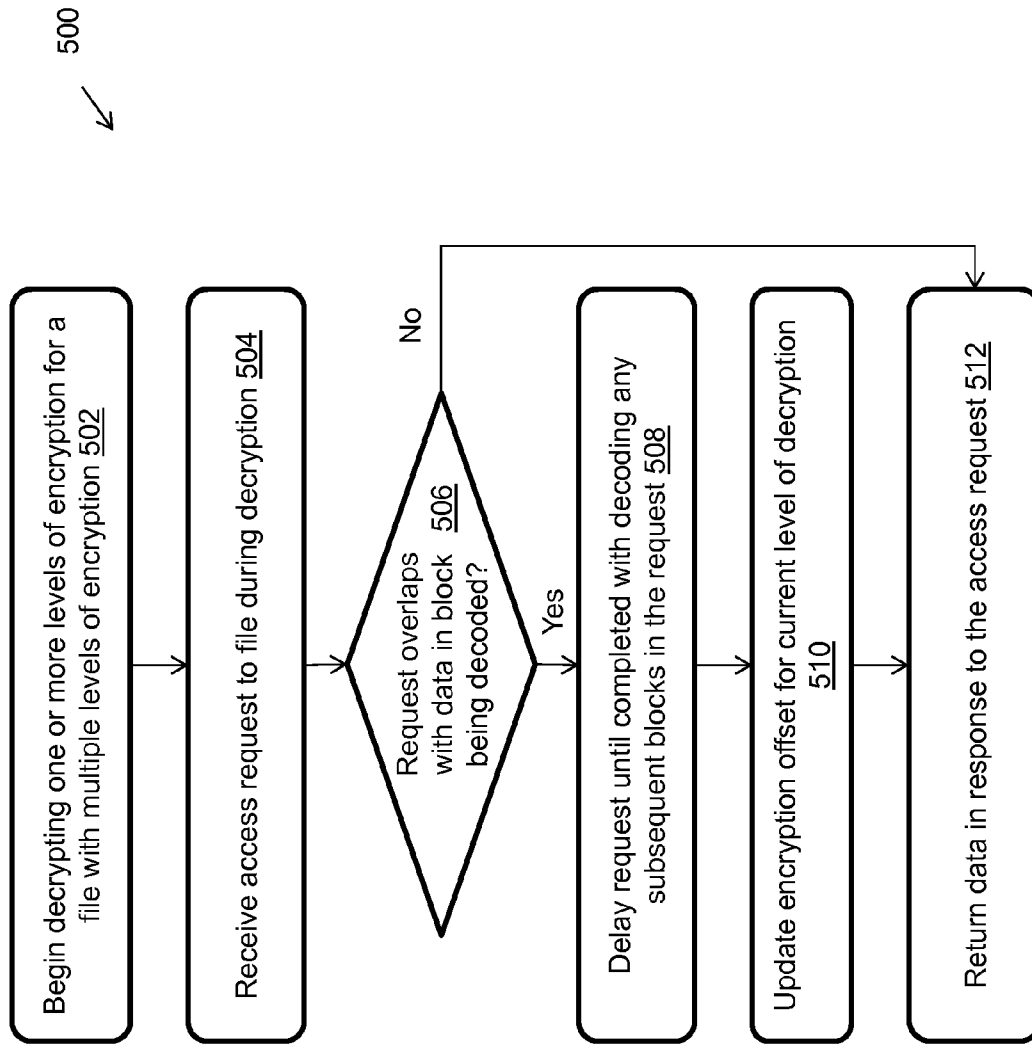 500
Begin decrypting one or more levels of encryption for a
file with multiple levels of encryption 502
Receive access request to file during decryption 504
Request overlaps
with data in block 506
being decoded?
No
Yes
Delay request until completed with decoding any
subsequent blocks in the request 508
Update encryption offset for current level of decryption
510
Return data in response to the access request 512